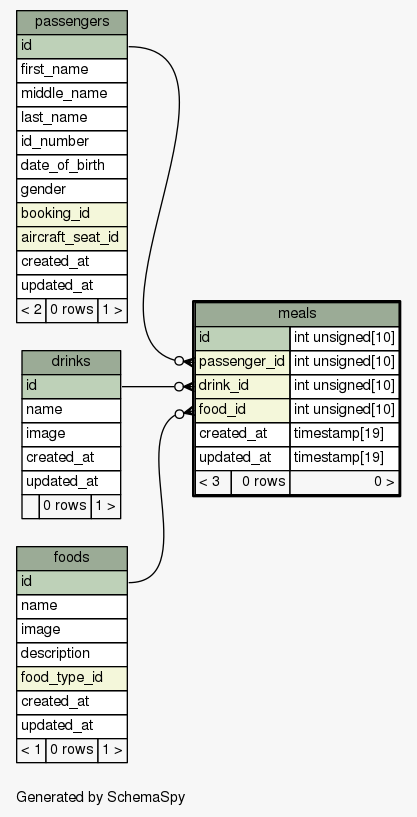 passengers
id
first_name
middle_name
last_name
id_number
date_of_birth
gender
booking_id
aircraft_seat_id
created_at
updated_at
< 2 0 rows 1 >
meals
id int unsigned[10]
passenger_id int unsigned[10]
drink_id int unsigned[10]
food_id int unsigned[10]
created_at timestamp[19]
updated_at timestamp[19]
< 3 0 rows 0 >
drinks
id
name
image
created_at
updated_at
0 rows 1 >
foods
id
name
image
description
food_type_id
created_at
updated_at
< 1 0 rows 1 >
Generated by SchemaSpy